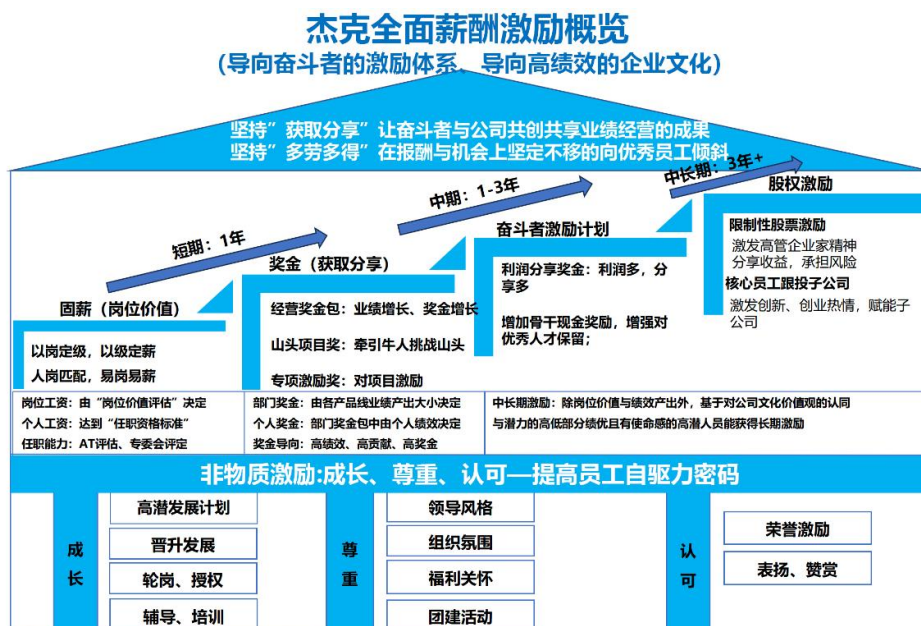 杰克全面薪酬激励概览
(导向奋斗者的激励体系、导向高绩效的企业文化)
坚持”获取分享”让奋斗者与公司共创共享业绩经营的成果
坚持”多劳多得”在报酬与机会上坚定不移的向优秀员工倾斜
短期：1年
中期：1-3年
中长期：3年+
固薪（岗位价值）
以岗定级，以级定薪
人岗匹配，易岗易薪
奖金（获取分享）
经营奖金包：业绩增长、奖金增长
山头项目奖：牵引牛人挑战山头
专项激励奖：对项目激励
奋斗者激励计划
利润分享奖金：利润多，分
享多
增加骨干现金奖励，增强对
优秀人才保留；
股权激励
限制性股票激励
激发高管企业家精神
分享收益，承担风险
核心员工跟投子公司
激发创新、创业热情，赋能子
公司
岗位工资：由“岗位价值评估”决定
个人工资：达到“任职资格标准”
任职能力：AT评估、专委会评定
部门奖金：由各产品线业绩产出大小决定
个人奖金：部门奖金包中由个人绩效决定
奖金导向：高绩效、高贡献、高奖金
中长期激励：除岗位价值与绩效产出外，基于对公司文化价值观的认同
与潜力的高低部分绩优且有使命感的高潜人员能获得长期激励
非物质激励:成长、尊重、认可—提高员工自驱力密码
成长
高潜发展计划
晋升发展
轮岗、授权
辅导、培训
尊重
领导风格
组织氛围
福利关怀
团建活动
认可
荣誉激励
表扬、赞赏